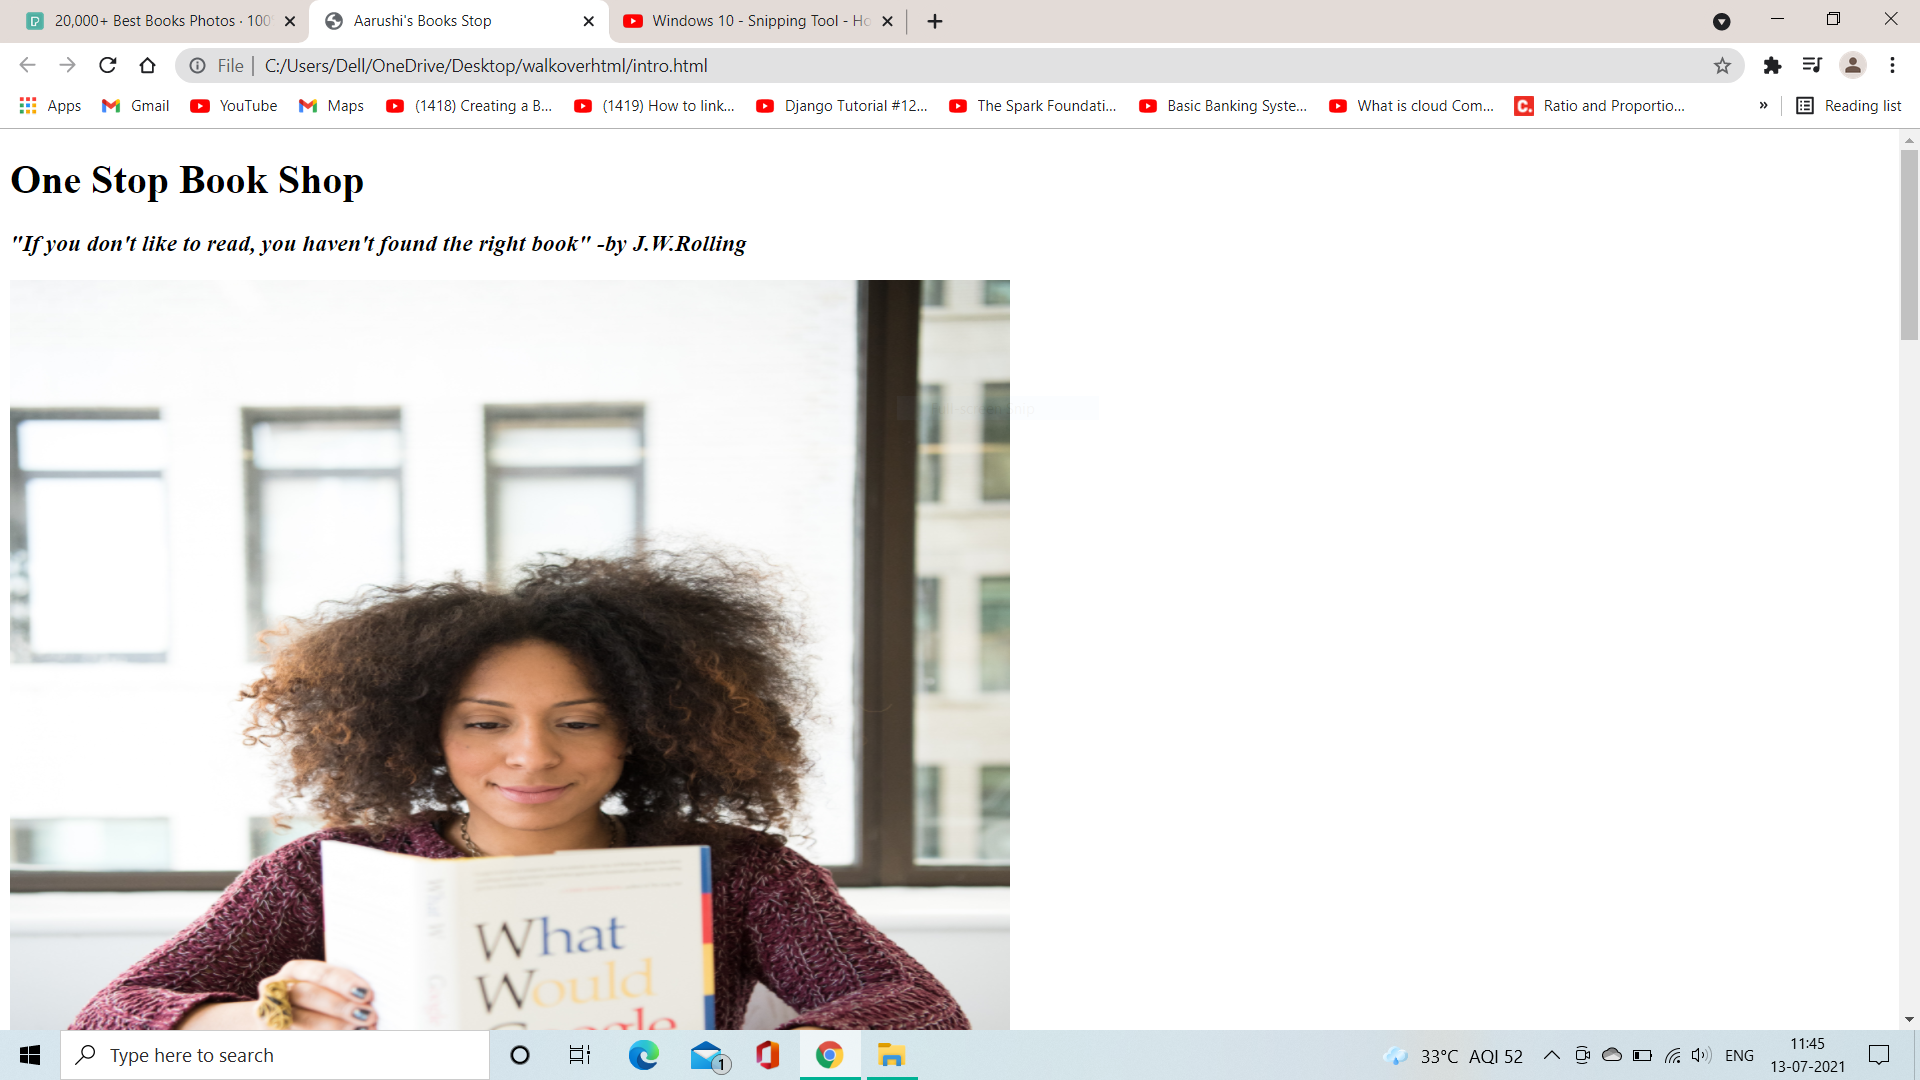 20,000+ Best Books Photos · 100
Aarushi's Books Stop
Windows 10 - Snipping Tool - Ho
File
C:/Users/Dell/OneDrive/Desktop/walkoverhtml/intro.html
Apps
Gmail
YouTube
Maps
(1418) Creating a B...
(1419) How to link...
Django Tutorial #12...
The Spark Foundati...
Basic Banking Syste...
What is cloud Com...
C.
Ratio and Proportio...
»
Reading list
One Stop Book Shop
"If you don't like to read, you haven't found the right book" -by J.W.Rolling
What W
Google
What
Would
Google
Type here to search
1
33°C AQI 52
ENG
11:45
13-07-2021